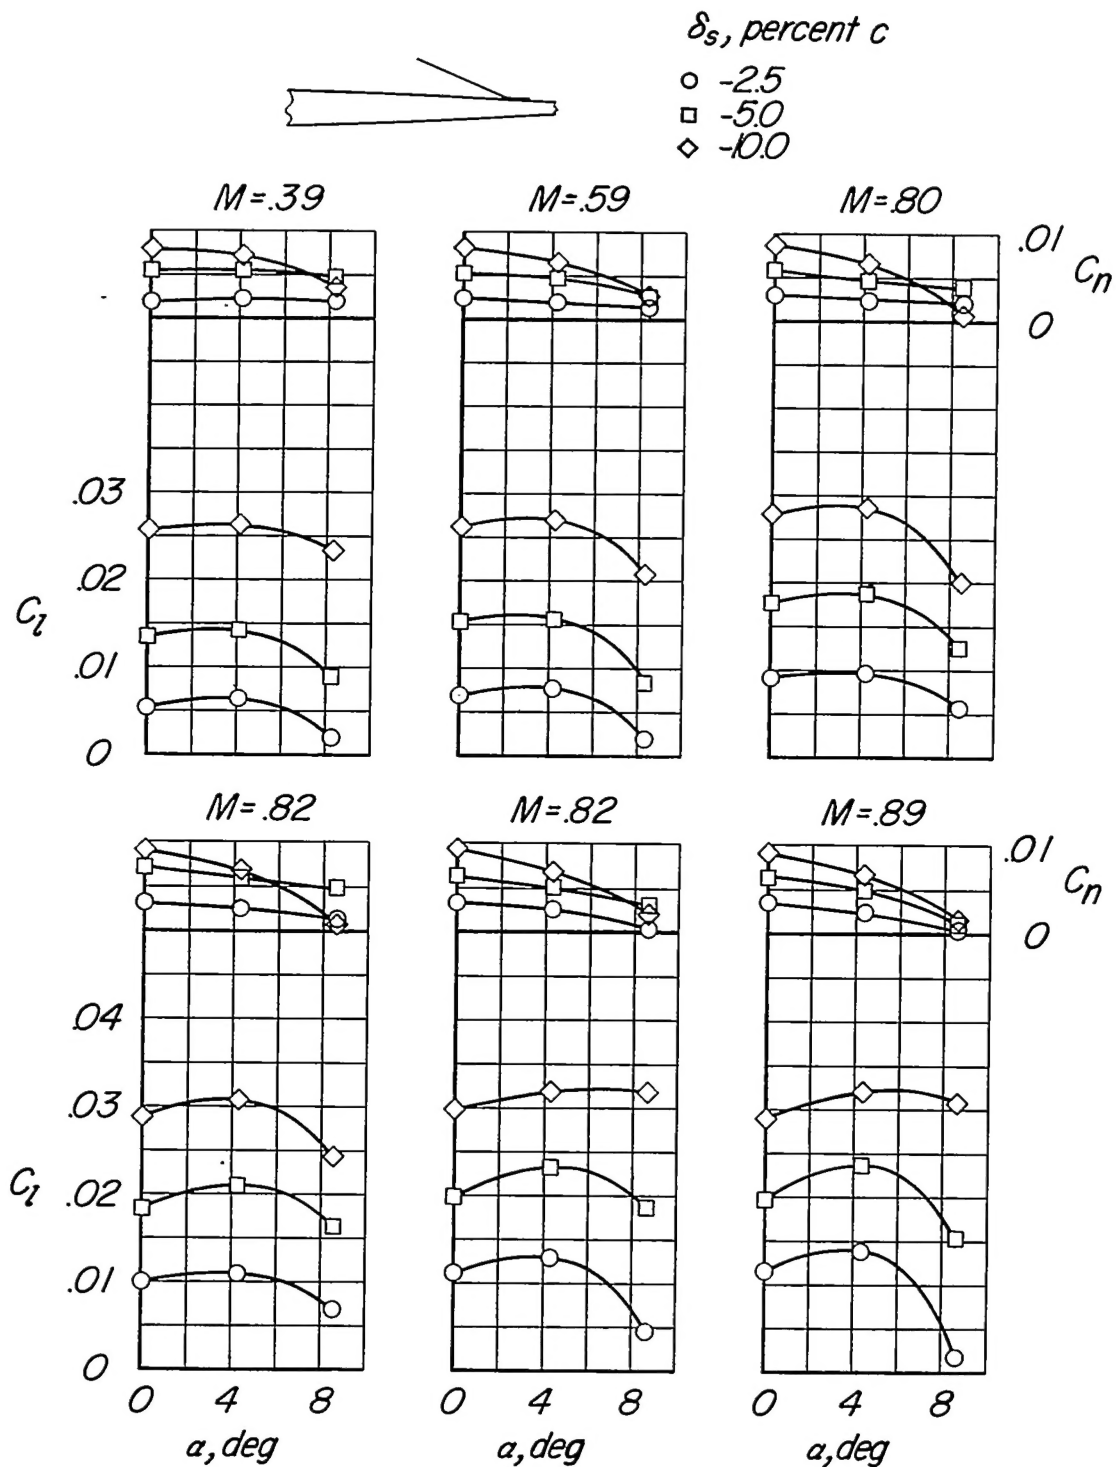 δs, percent c
○ -2.5
□ -5.0
◇ -10.0
M=.39
M=.59
M=.80
.01
Cn
0
.03
.02
Cl
.01
0
M=.82
M=.82
M=.89
.01
Cn
0
.04
.03
Cl
.02
.01
0
0 4 8
0 4 8
0 4 8
α, deg
α, deg
α, deg